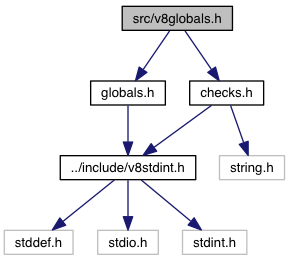 src/v8globals.h
globals.h
checks.h
../include/v8stdint.h
string.h
stddef.h
stdio.h
stdint.h